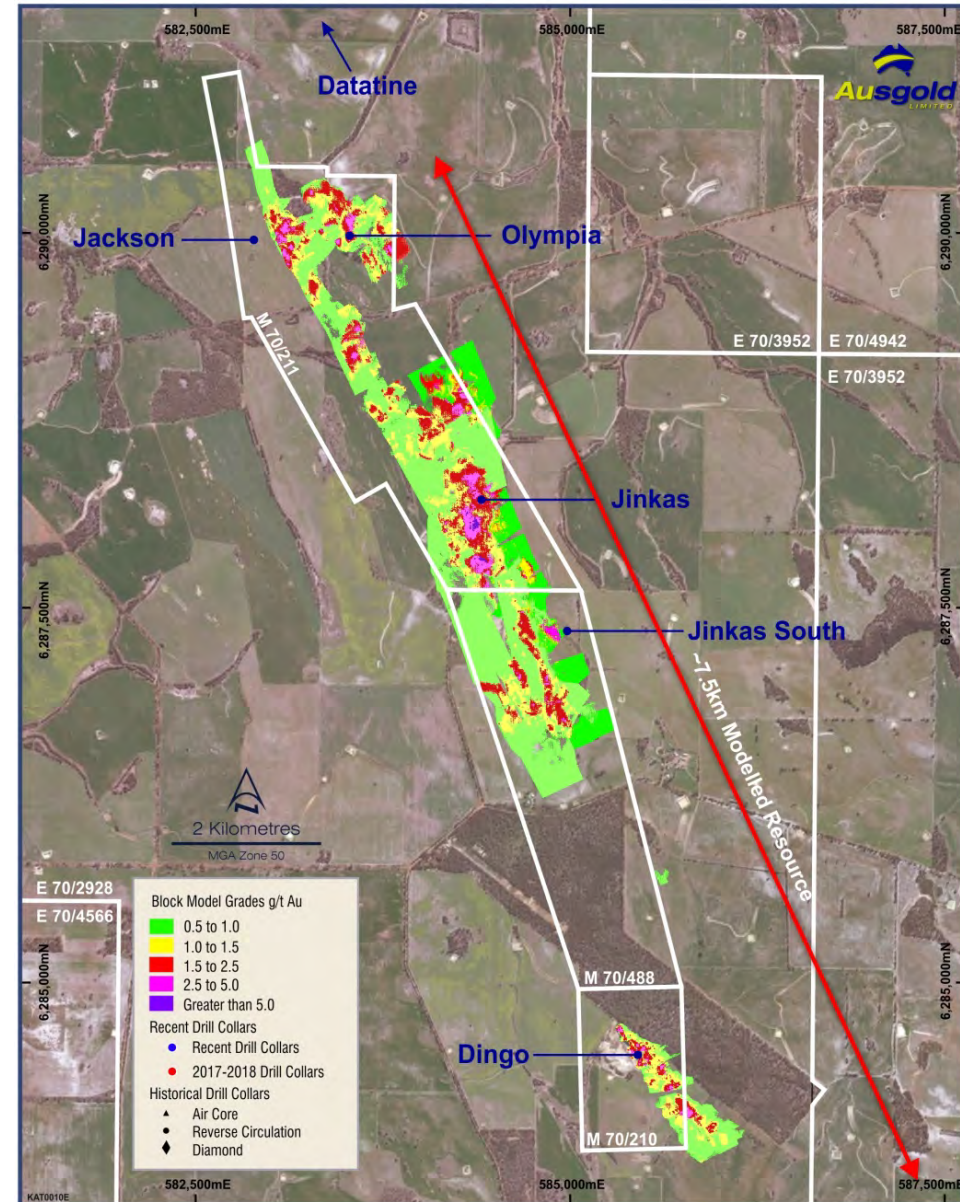 582,500mE
585,000mE
587,500mE
Datatine
Ausgold
LIMITED
6,290,000mN
6,290,000mN
Jackson
Olympia
M 70/211
E 70/3952
E 70/4942
E 70/3952
Jinkas
6,287,500mN
6,287,500mN
Jinkas South
~7.5km Modelled Resource
2 Kilometres
MGA Zone 50
E 70/2928
E 70/4566
Block Model Grades g/t Au
0.5 to 1.0
1.0 to 1.5
1.5 to 2.5
2.5 to 5.0
Greater than 5.0
Recent Drill Collars
Recent Drill Collars
2017-2018 Drill Collars
Historical Drill Collars
Air Core
Reverse Circulation
Diamond
6,285,000mN
6,285,000mN
M 70/488
Dingo
M 70/210
KAT0010E
582,500mE
585,000mE
587,500mE